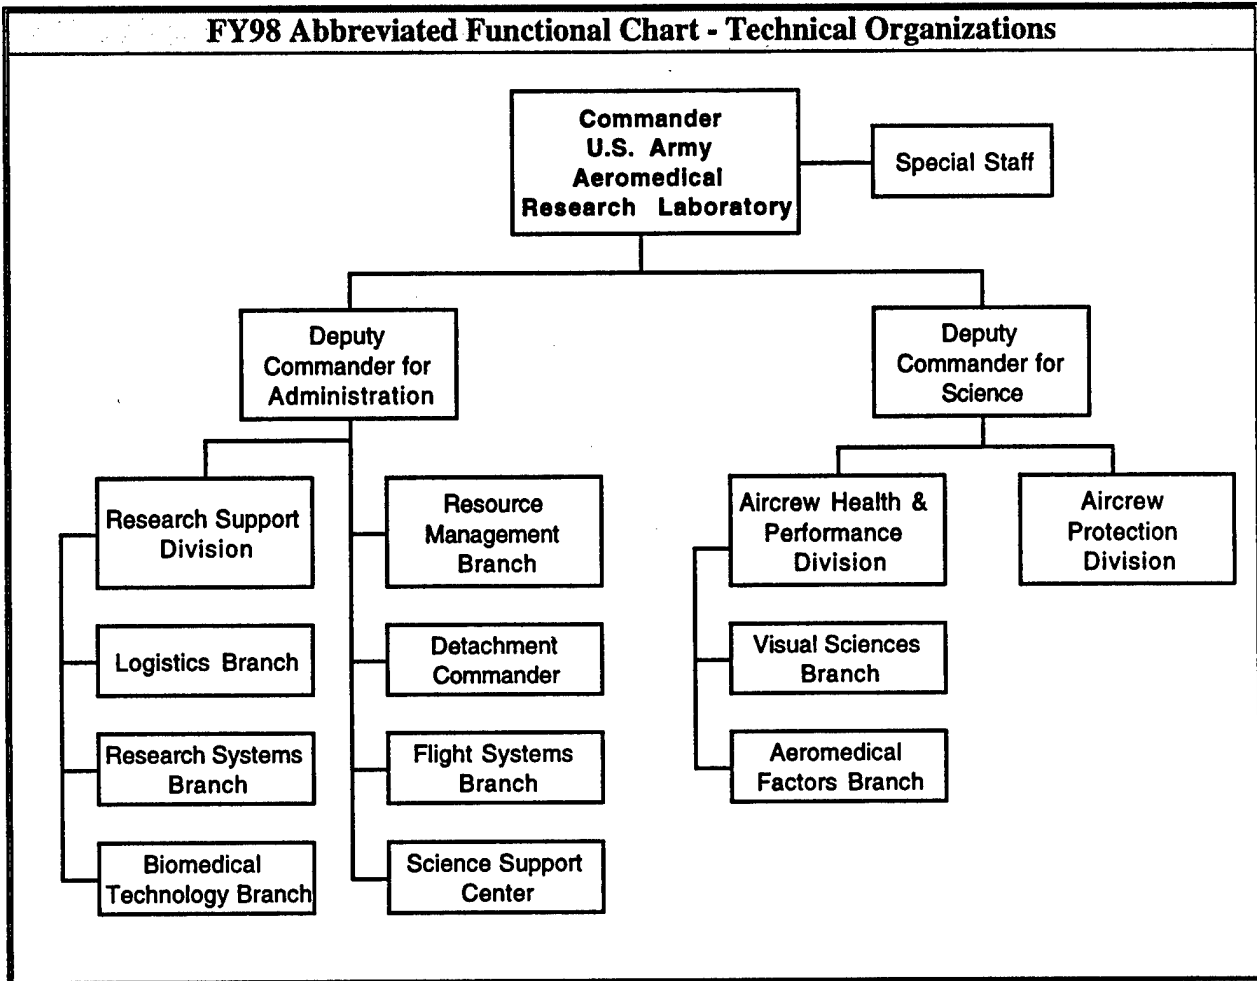 FY98 Abbreviated Functional Chart - Technical Organizations
Commander
U.S. Army
Aeromedical
Research Laboratory
Special Staff
Deputy
Commander for
Administration
Deputy
Commander for
Science
Research Support
Division
Resource
Management
Branch
Aircrew Health &
Performance
Division
Aircrew
Protection
Division
Logistics Branch
Detachment
Commander
Visual Sciences
Branch
Research Systems
Branch
Flight Systems
Branch
Aeromedical
Factors Branch
Biomedical
Technology Branch
Science Support
Center